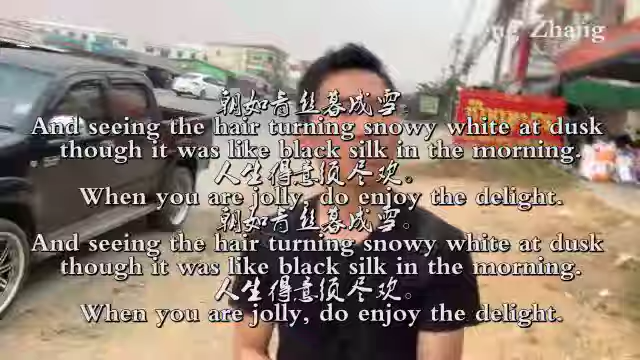 Zhang
朝如青丝暮成雪。
And seeing the hair turning snowy white at dusk
though it was like black silk in the morning.
人生得意须尽欢。
When you are jolly, do enjoy the delight.
朝如青丝暮成雪。
And seeing the hair turning snowy white at dusk
though it was like black silk in the morning.
人生得意须尽欢。
When you are jolly, do enjoy the delight.